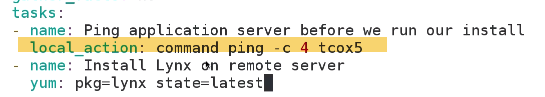 tasks:
- name: Ping application server before we run our install
local_action: command ping -c 4 tcox5
- name: Install Lynx on remote server
yum: pkg=lynx state=latest